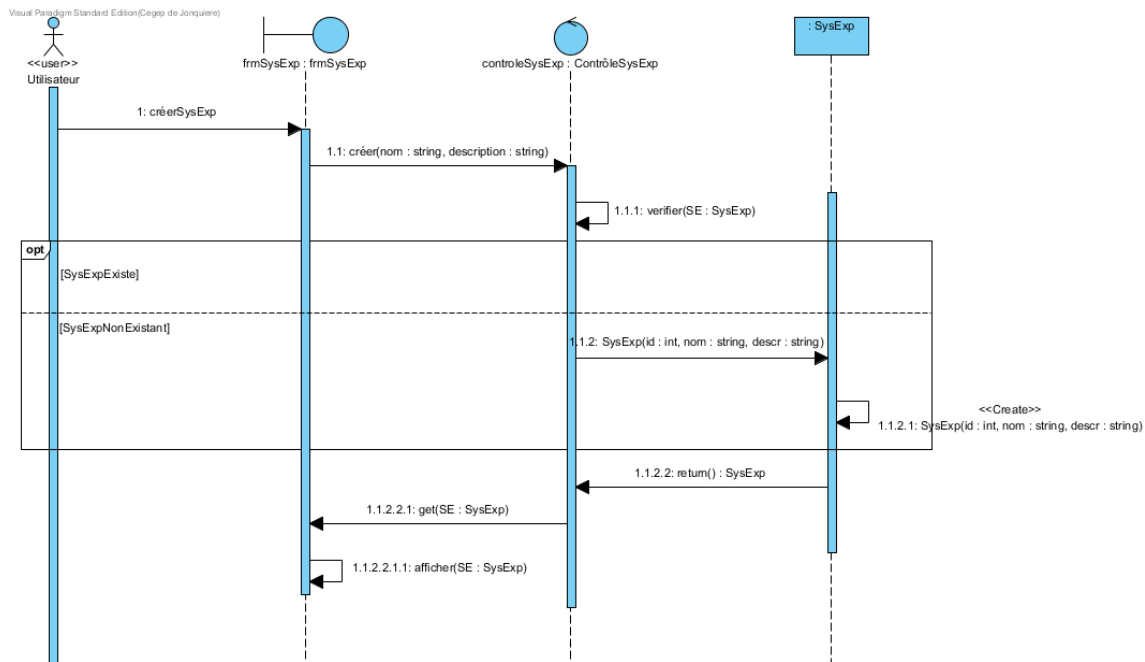 Visual Paradigm Standard Edition(Cegep de Jonquiere)
<<user>>
Utilisateur
frmSysExp : frmSysExp
controleSysExp : ContrôleSysExp
: SysExp
1: créerSysExp
1.1: créer(nom : string, description : string)
1.1.1: verifier(SE : SysExp)
opt
[SysExpExiste]
[SysExpNonExistant]
1.1.2: SysExp(id : int, nom : string, descr : string)
<<Create>>
1.1.2.1: SysExp(id : int, nom : string, descr : string)
1.1.2.2: return() : SysExp
1.1.2.2.1: get(SE : SysExp)
1.1.2.2.1.1: afficher(SE : SysExp)